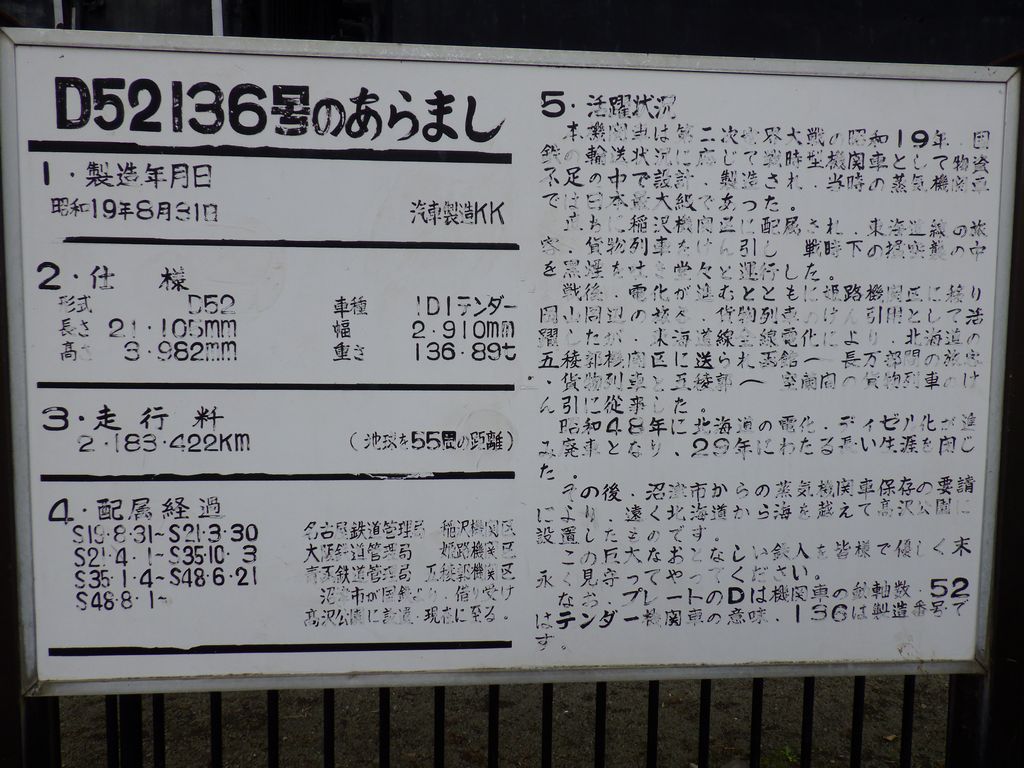 D52136号のあらまし
1・製造年月日
昭和19年8月31日 汽車製造KK
2・仕 様
形式 D52 車種 1D1テンダー
長さ 21・105mm 幅 2・910mm
高さ 3・982mm 重さ 136・89t
3・走 行 料
2・183・422KM (地球を55周の距離)
4・配属経過
S19・8・31~S21・3・30 名古屋鉄道管理局 稲沢機関区
S21・4・1~S35・10・3 大阪鉄道管理局 姫路機関区
S35・1・4~S48・6・21 青函鉄道管理局 五稜郭機関区
S48・8・1~ 沼津市が国鉄より、借り受け
高沢公園に設置・現在に至る。
5・活躍状況
本機関車は第二次世界大戦の昭和19年、国
鉄の輸送状況に応じて戦時型機関車として物資
不足の中で設計、製造され、当時の蒸気機関車
では日本最大級であった。
直ちに稲沢機関区に配属され、東海道線の旅
客、貨物列車をけん引し、戦時下の の中
を黒煙を吐き堂々と運行した。
戦後、電化が進むとともに姫路機関区に移り
岡山周辺の旅客、貨物列車のけん引用として活
躍したが、東海道線全線電化により、北海道の
五稜郭機関区に送られ函館ー長万部間の旅客
・貨物列車と五稜郭ー室蘭間の貨物列車のけ
ん引に従事した。
昭和48年に北海道の電化、ディゼル化が進
み廃車となり、29年にわたる長い生涯を閉じ
た。
その後、沼津市からの蒸気機関車保存の要請
により、遠く北海道から海を越えて高沢公園に
設置したものです。
この巨大なおとなしい鉄人を皆様で優しく末
永く見守ってやってください。
なお、プレートのDは機関車の動軸数、52
はテンダー機関車の意味、136は製造番号で
す。